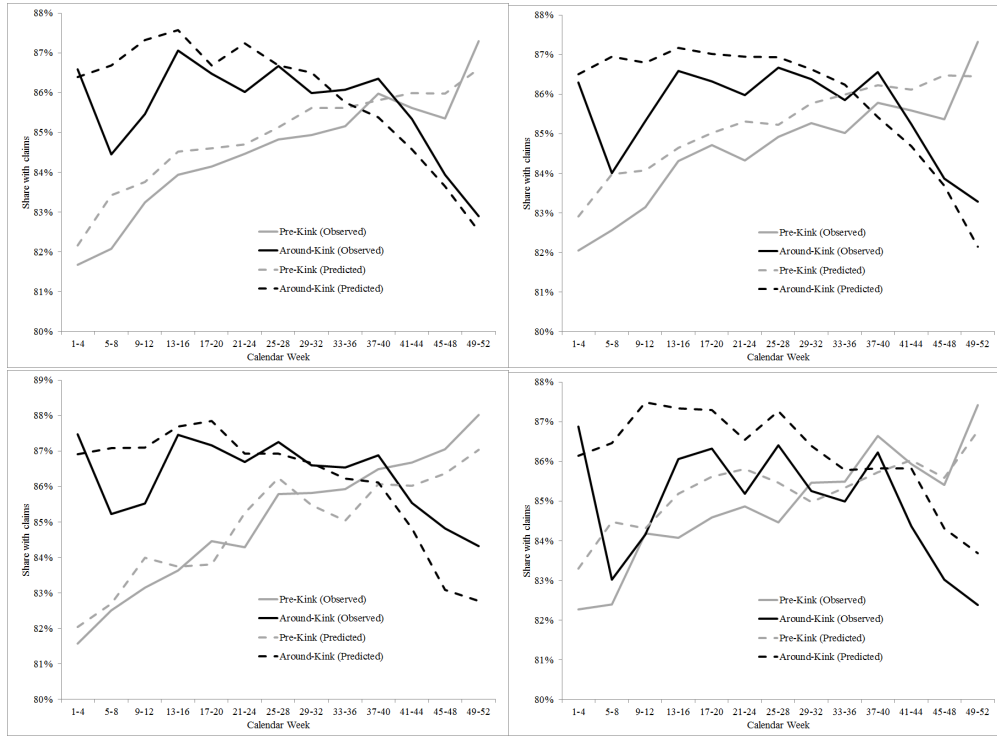 88%
87%
86%
85%
84%
83%
82%
81%
80%
Share with claims
Pre-Kink (Observed)
Around-Kink (Observed)
Pre-Kink (Predicted)
Around-Kink (Predicted)
1-4 5-8 9-12 13-16 17-20 21-24 25-28 29-32 33-36 37-40 41-44 45-48 49-52
Calendar Week
88%
87%
86%
85%
84%
83%
82%
81%
80%
Share with claims
Pre-Kink (Observed)
Around-Kink (Observed)
Pre-Kink (Predicted)
Around-Kink (Predicted)
1-4 5-8 9-12 13-16 17-20 21-24 25-28 29-32 33-36 37-40 41-44 45-48 49-52
Calendar Week
89%
88%
87%
86%
85%
84%
83%
82%
81%
80%
Share with claims
Pre-Kink (Observed)
Around-Kink (Observed)
Pre-Kink (Predicted)
Around-Kink (Predicted)
1-4 5-8 9-12 13-16 17-20 21-24 25-28 29-32 33-36 37-40 41-44 45-48 49-52
Calendar Week
88%
87%
86%
85%
84%
83%
82%
81%
80%
Share with claims
Pre-Kink (Observed)
Around-Kink (Observed)
Pre-Kink (Predicted)
Around-Kink (Predicted)
1-4 5-8 9-12 13-16 17-20 21-24 25-28 29-32 33-36 37-40 41-44 45-48 49-52
Calendar Week